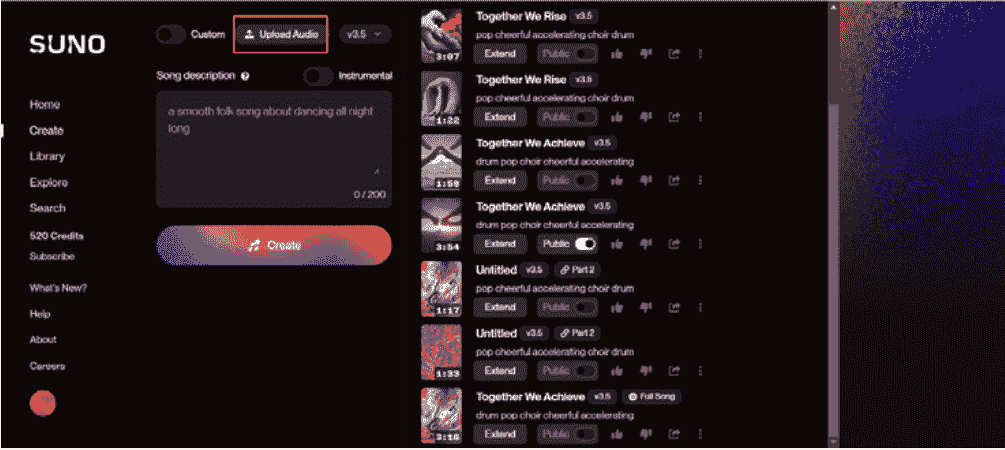 SUNO
Home
Create
Library
Explore
Search
520 Credits
Subscribe
What's New?
Help
About
Careers
Custom
Upload Audio
v3.5
Song description
Instrumental
a smooth folk song about dancing all night
long
0 / 200
Create
3:07
Together We Rise v3.5
pop cheerful accelerating choir drum
Extend Public
1:22
Together We Rise v3.5
pop cheerful accelerating choir drum
Extend Public
1:58
Together We Achieve v3.5
drum pop choir cheerful accelerating
Extend Public
3:54
Together We Achieve v3.5
drum pop choir cheerful accelerating
Extend Public
1:17
Untitled v3.5 Part 2
pop cheerful accelerating choir drum
Extend Public
1:33
Untitled v3.5 Part 2
pop cheerful accelerating choir drum
Extend Public
3:16
Together We Achieve v3.5 Full Song
drum pop choir cheerful accelerating
Extend Public